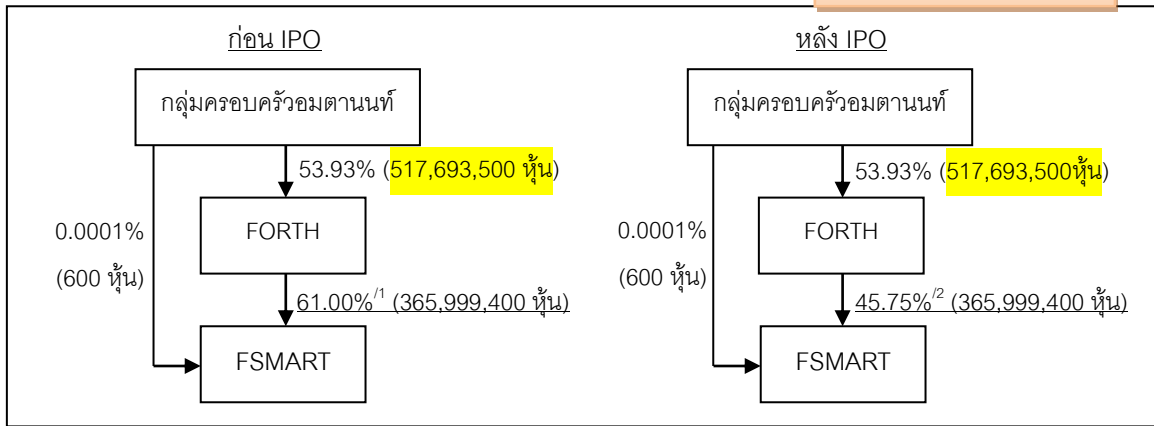 ก่อน IPO
กลุ่มครอบครัวอมตานนท์
53.93% (517,693,500 หุ้น)
FORTH
0.0001%
(600 หุ้น)
61.00%/1 (365,999,400 หุ้น)
FSMART
หลัง IPO
กลุ่มครอบครัวอมตานนท์
53.93% (517,693,500หุ้น)
FORTH
0.0001%
(600 หุ้น)
45.75%/2 (365,999,400 หุ้น)
FSMART